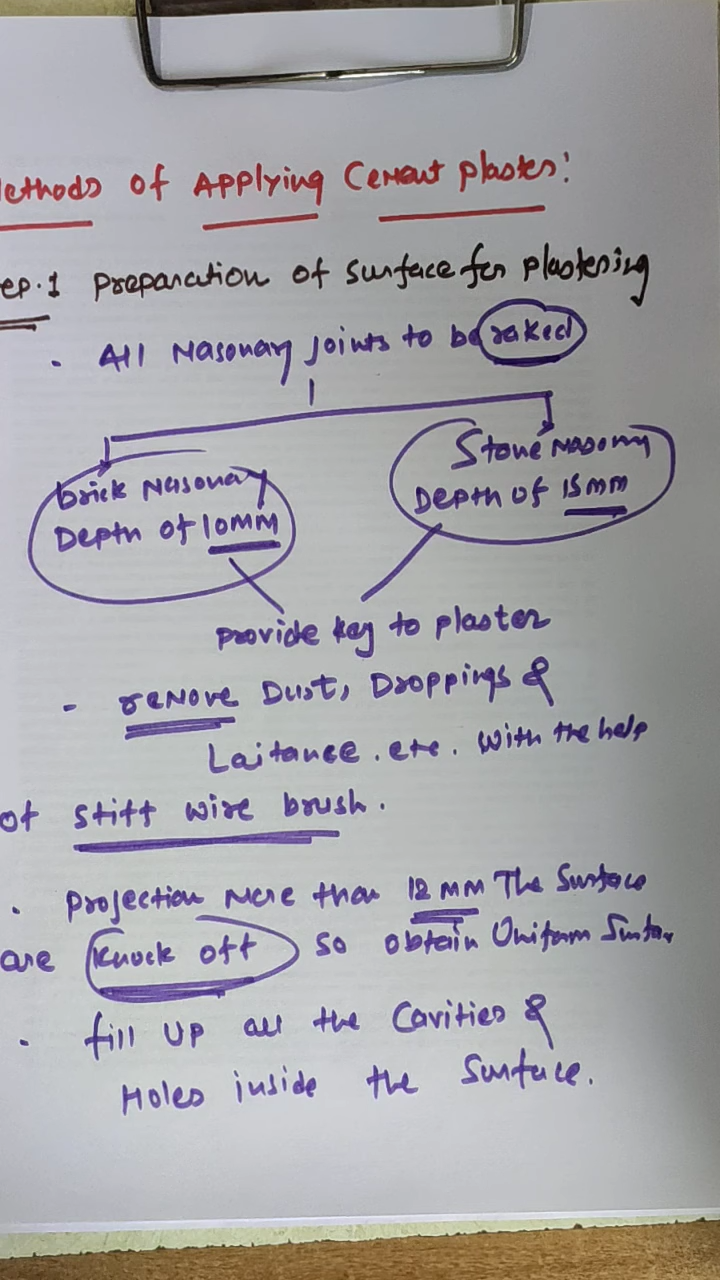 ethods of Applying Cement plaster:
ep.1 preparation of surface for plastering
. All Masonary joints to be raked
brick Masonary
Depth of 10MM
Stone Masonry
Depth of 15mm
provide key to plaster
- remove Dust, Droppings &
Laitance . etc. with the help
of stiff wire brush.
. projection more than 12 MM The Surface
are Knock off so obtain Uniform Surface
. fill up all the Cavities &
Holes inside the Surface.